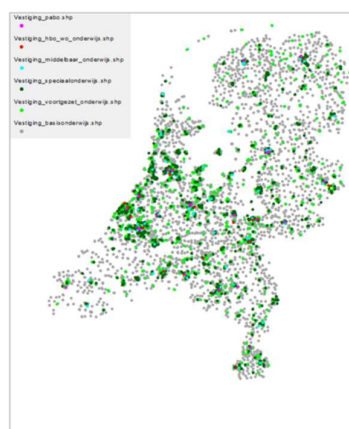 Vestiging_pabo.shp
Vestiging_hbo_wo_onderwijs.shp
Vestiging_middelbaar_onderwijs.shp
Vestiging_speciaalonderwijs.shp
Vestiging_voortgezet_onderwijs.shp
Vestiging_basisonderwijs.shp